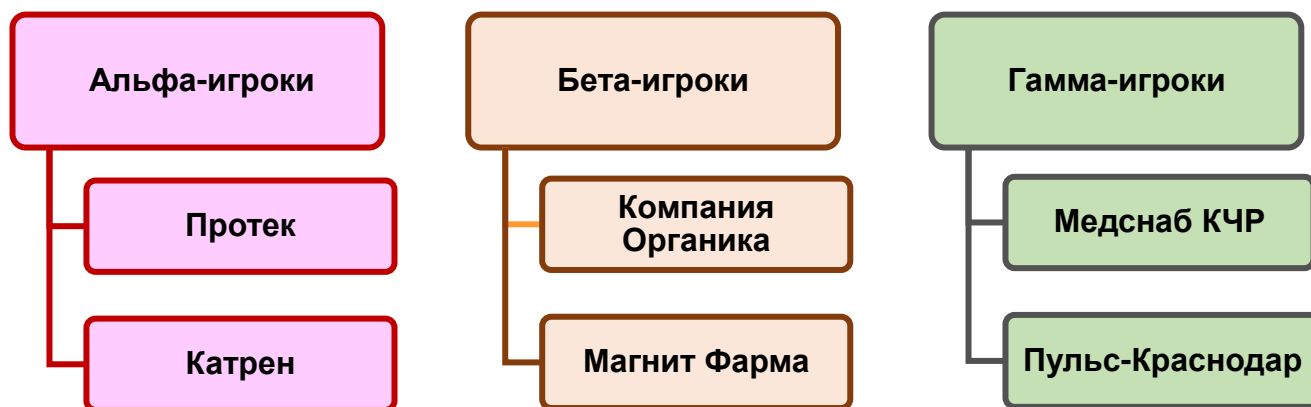 Альфа-игроки
Протек
Катрен
Бета-игроки
Компания
Органика
Магнит Фарма
Гамма-игроки
Медснаб КЧР
Пульс-Краснодар